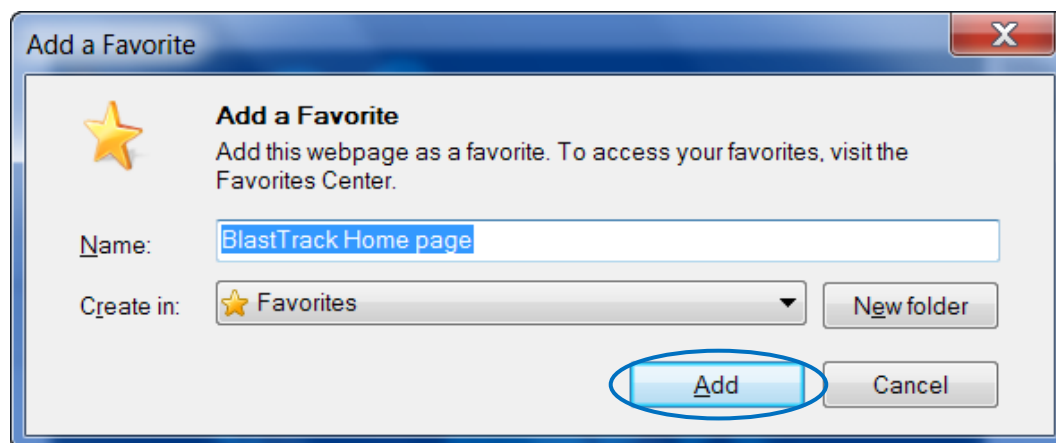 Add a Favorite
Add a Favorite
Add this webpage as a favorite. To access your favorites, visit the
Favorites Center.
Name: BlastTrack Home page
Create in: Favorites New folder
Add Cancel